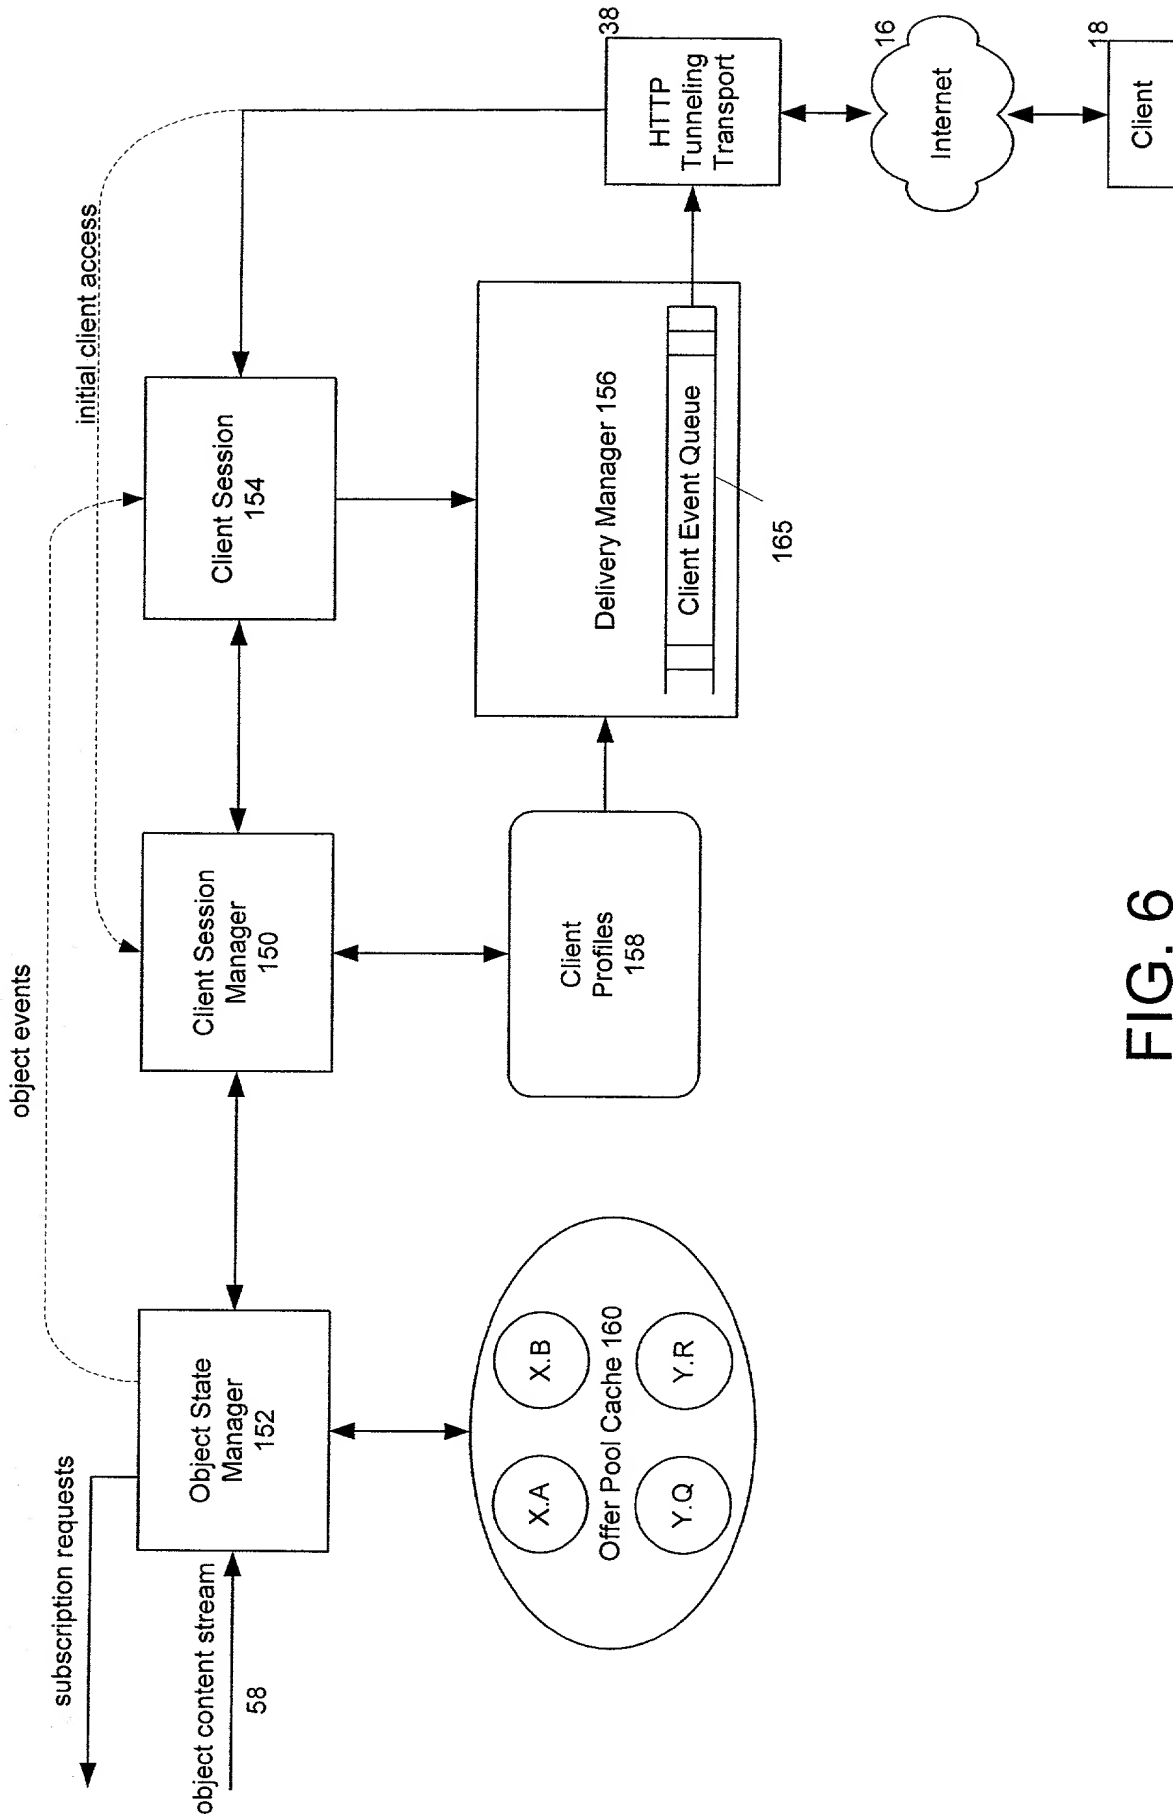 object events
initial client access
subscription requests
object content stream
58
Object State
Manager
152
Client Session
Manager
150
Client Session
154
X.A
X.B
Offer Pool Cache 160
Y.Q
Y.R
Client
Profiles
158
Delivery Manager 156
Client Event Queue
165
38
HTTP
Tunneling
Transport
16
Internet
18
Client
FIG. 6